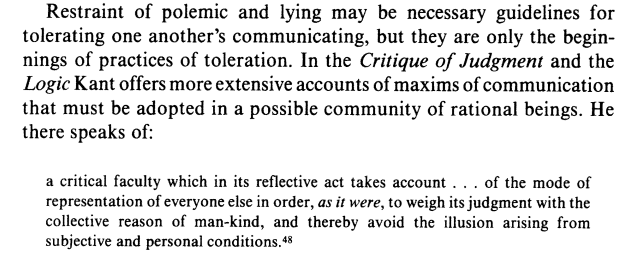 Restraint of polemic and lying may be necessary guidelines for
tolerating one another's communicating, but they are only the begin-
nings of practices of toleration. In the Critique of Judgment and the
Logic Kant offers more extensive accounts of maxims of communication
that must be adopted in a possible community of rational beings. He
there speaks of:
a critical faculty which in its reflective act takes account . . . of the mode of
representation of everyone else in order, as it were, to weigh its judgment with the
collective reason of man-kind, and thereby avoid the illusion arising from
subjective and personal conditions.48